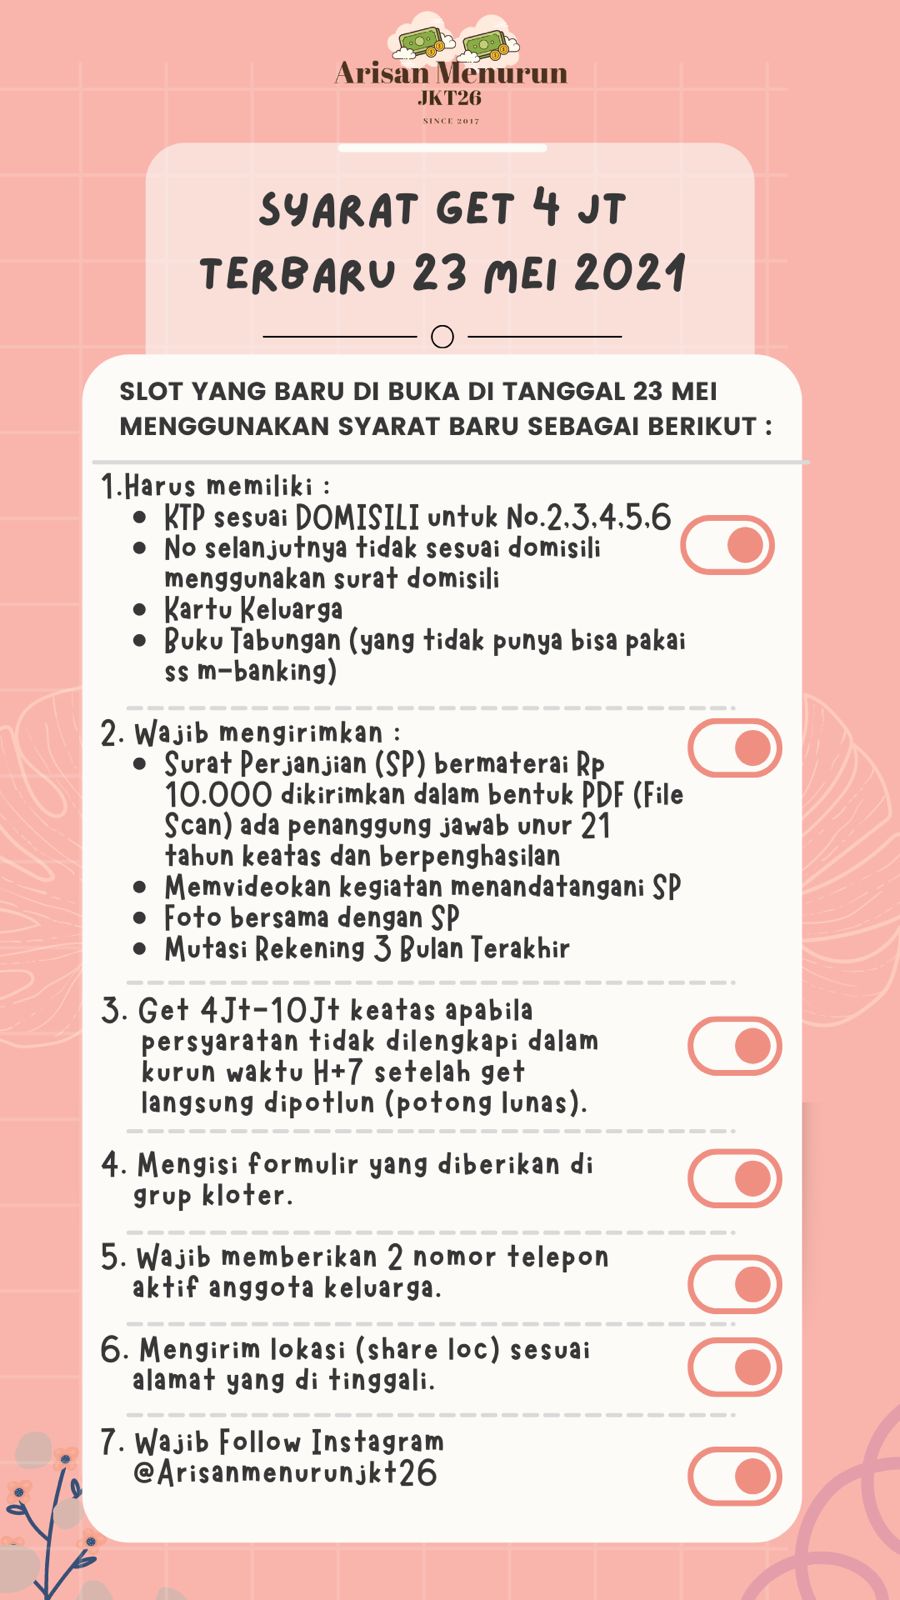 Arisan Menurun
JKT26
SINCE 2017
SYARAT GET 4 JT
TERBARU 23 MEI 2021
SLOT YANG BARU DI BUKA DI TANGGAL 23 MEI
MENGGUNAKAN SYARAT BARU SEBAGAI BERIKUT :
1.Harus memiliki :
• KTP sesuai DOMISILI untuk No.2,3,4,5,6
• No selanjutnya tidak sesuai domisili
menggunakan surat domisili
• Kartu Keluarga
• Buku Tabungan (yang tidak punya bisa pakai
ss m-banking)
2. Wajib mengirimkan :
• Surat Perjanjian (SP) bermaterai Rp
10.000 dikirimkan dalam bentuk PDF (File
Scan) ada penanggung jawab unur 21
tahun keatas dan berpenghasilan
• Memvideokan kegiatan menandatangani SP
• Foto bersama dengan SP
• Mutasi Rekening 3 Bulan Terakhir
3. Get 4Jt-10Jt keatas apabila
persyaratan tidak dilengkapi dalam
kurun waktu H+7 setelah get
langsung dipotlun (potong lunas).
4. Mengisi formulir yang diberikan di
grup kloter.
5. Wajib memberikan 2 nomor telepon
aktif anggota keluarga.
6. Mengirim lokasi (share loc) sesuai
alamat yang di tinggali.
7. Wajib Follow Instagram
@Arisanmenurunjkt26